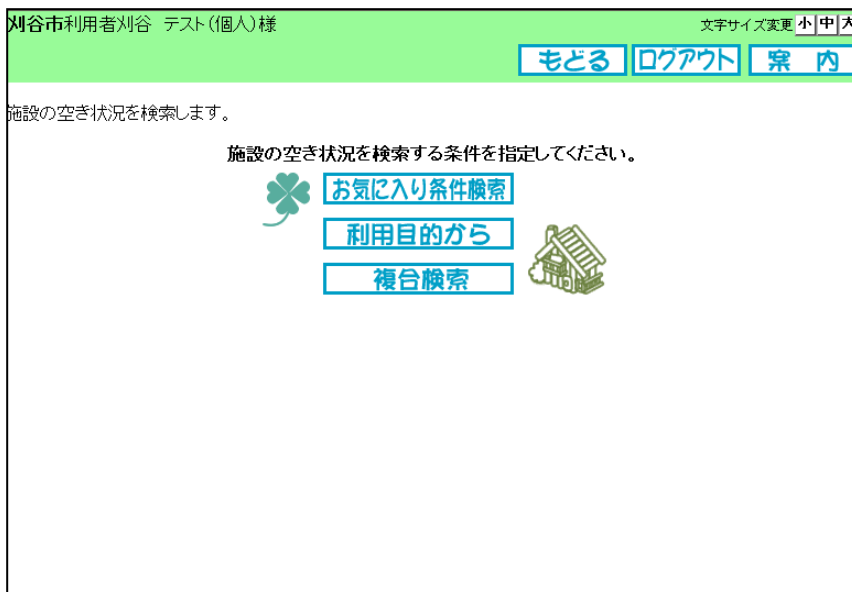 刈谷市利用者刈谷 テスト(個人)様
文字サイズ変更 小 中 大
もどる ログアウト 案 内
施設の空き状況を検索します。
施設の空き状況を検索する条件を指定してください。
お気に入り条件検索
利用目的から
複合検索